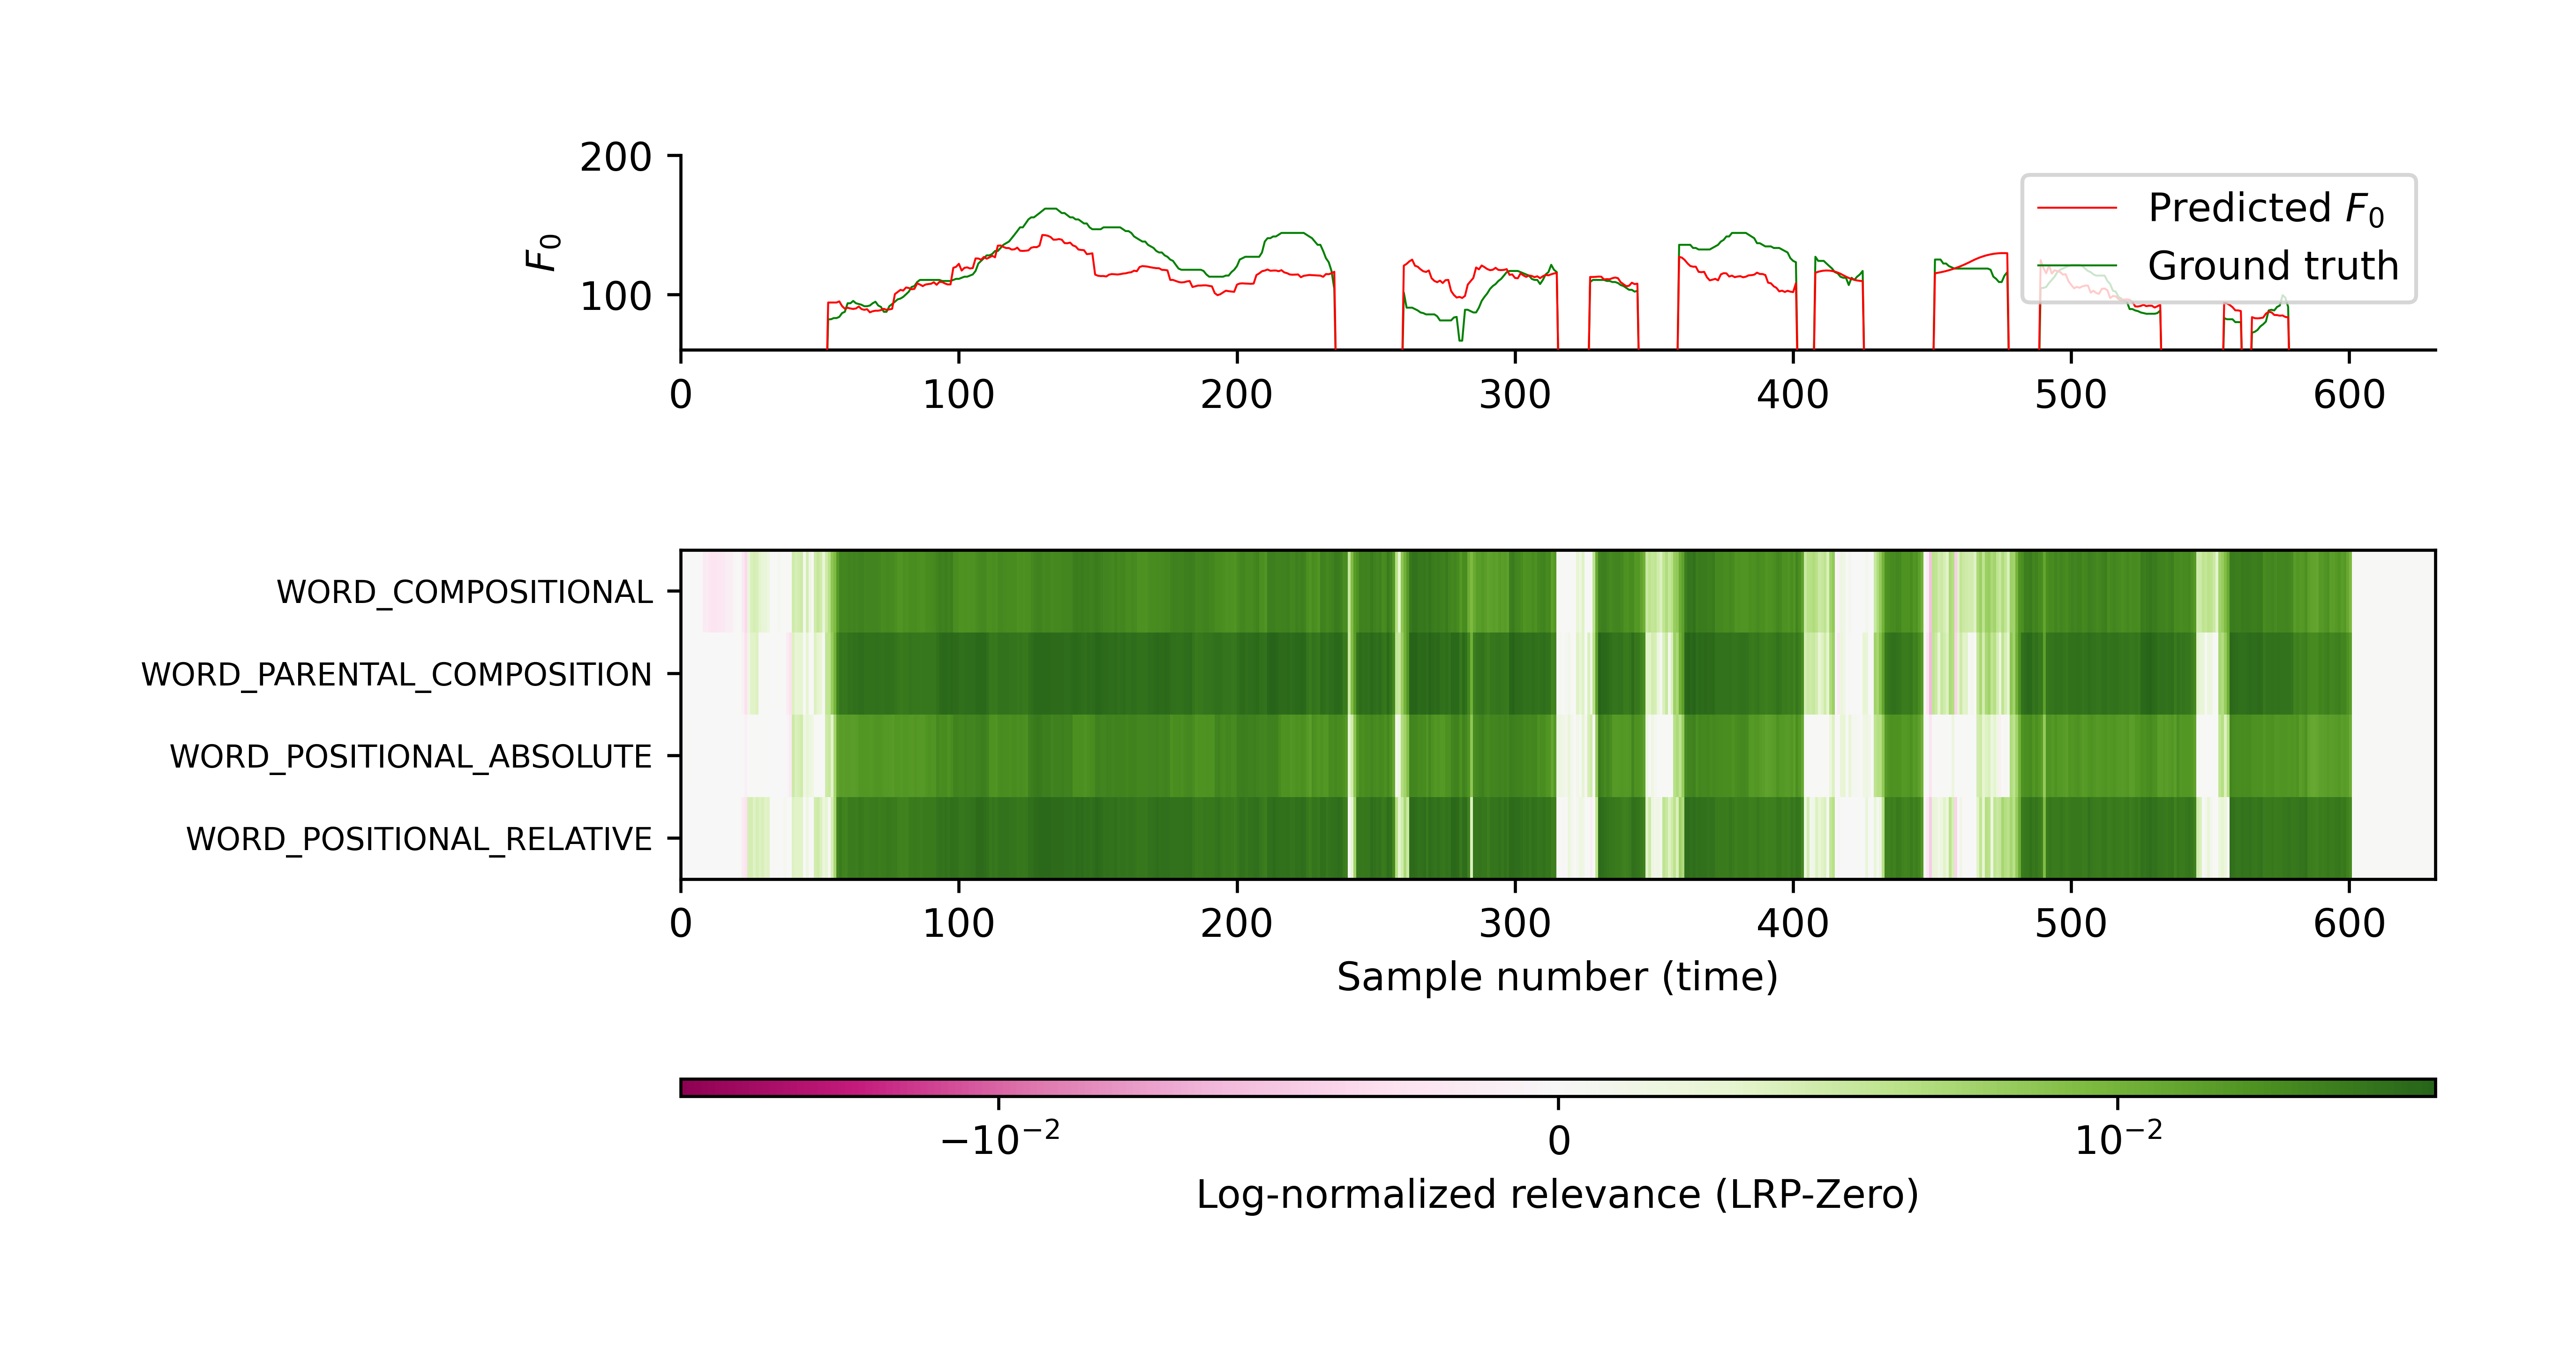 200
100
F₀
Predicted F₀
Ground truth
0 100 200 300 400 500 600
WORD_COMPOSITIONAL
WORD_PARENTAL_COMPOSITION
WORD_POSITIONAL_ABSOLUTE
WORD_POSITIONAL_RELATIVE
0 100 200 300 400 500 600
Sample number (time)
−10⁻² 0 10⁻²
Log-normalized relevance (LRP-Zero)